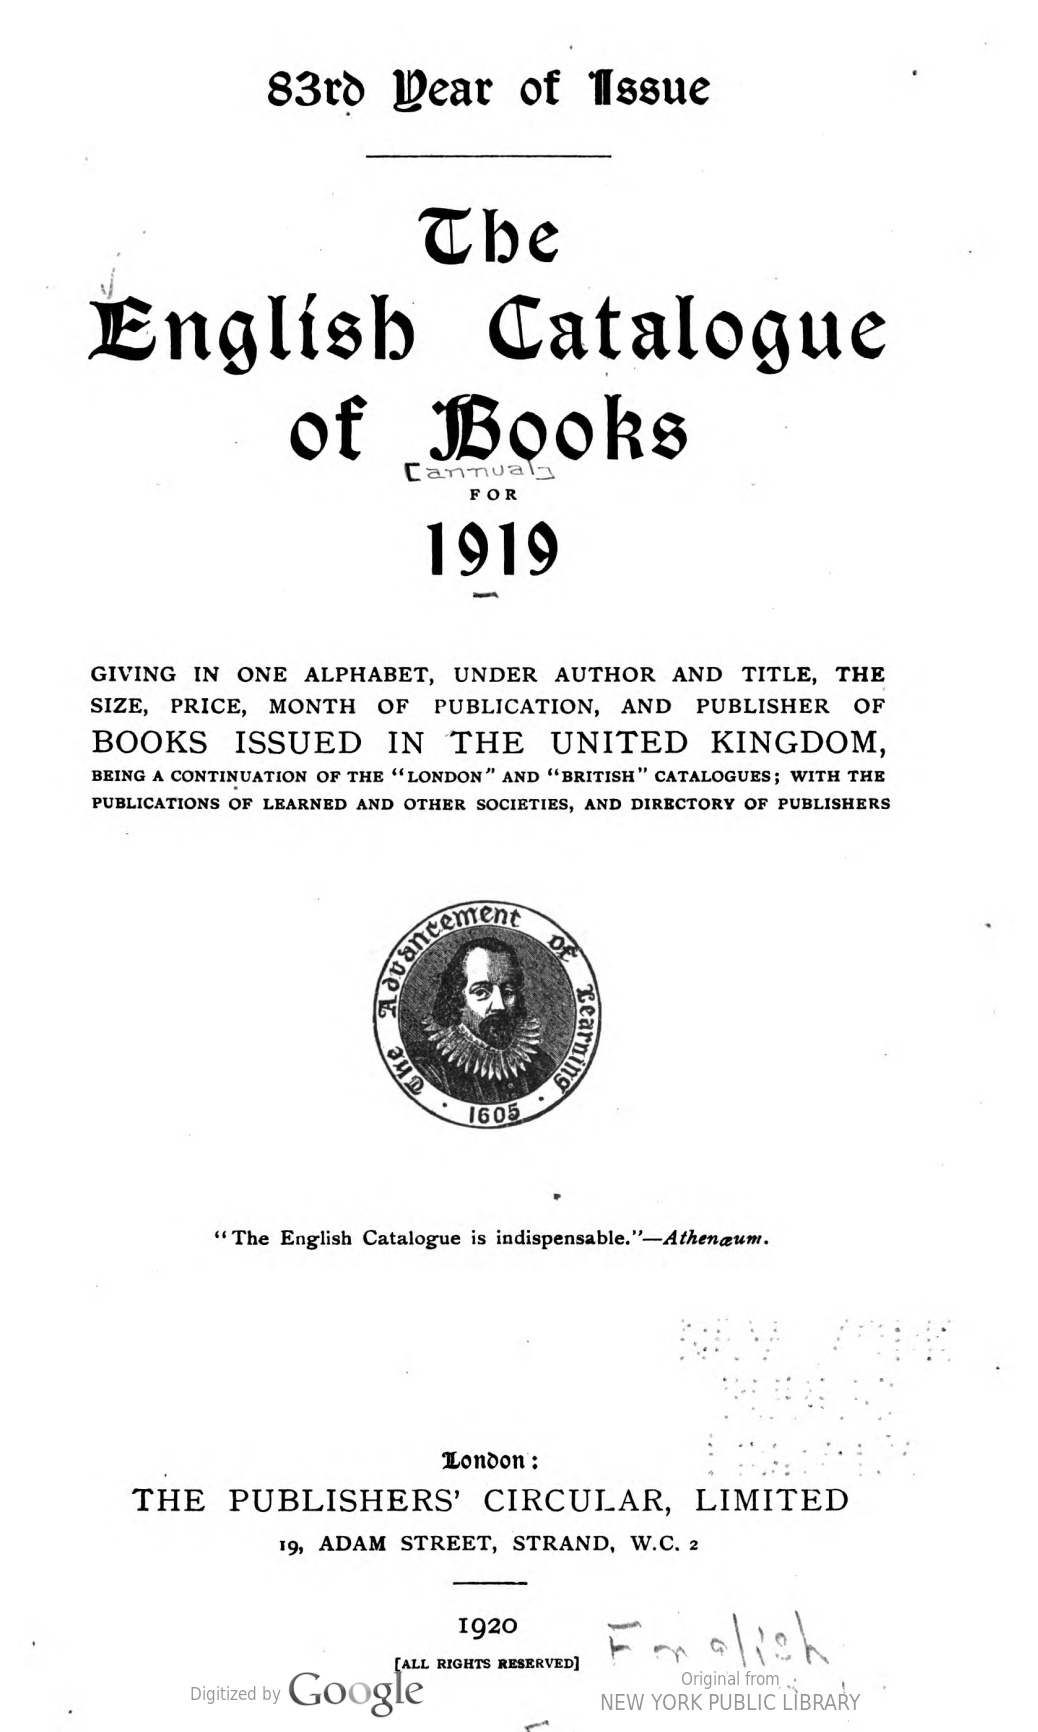 83rd Year of Issue
The
English Catalogue
of Books
[annual]
FOR
1919
GIVING IN ONE ALPHABET, UNDER AUTHOR AND TITLE, THE
SIZE, PRICE, MONTH OF PUBLICATION, AND PUBLISHER OF
BOOKS ISSUED IN THE UNITED KINGDOM,
BEING A CONTINUATION OF THE "LONDON" AND "BRITISH" CATALOGUES; WITH THE
PUBLICATIONS OF LEARNED AND OTHER SOCIETIES, AND DIRECTORY OF PUBLISHERS
The Advancement of Learning
· 1605 ·
"The English Catalogue is indispensable."—Athenæum.
NEW YORK
PUBLIC
LIBRARY
London:
THE PUBLISHERS' CIRCULAR, LIMITED
19, ADAM STREET, STRAND, W.C. 2
1920
[ALL RIGHTS RESERVED]
English
Digitized by Google
Original from
NEW YORK PUBLIC LIBRARY